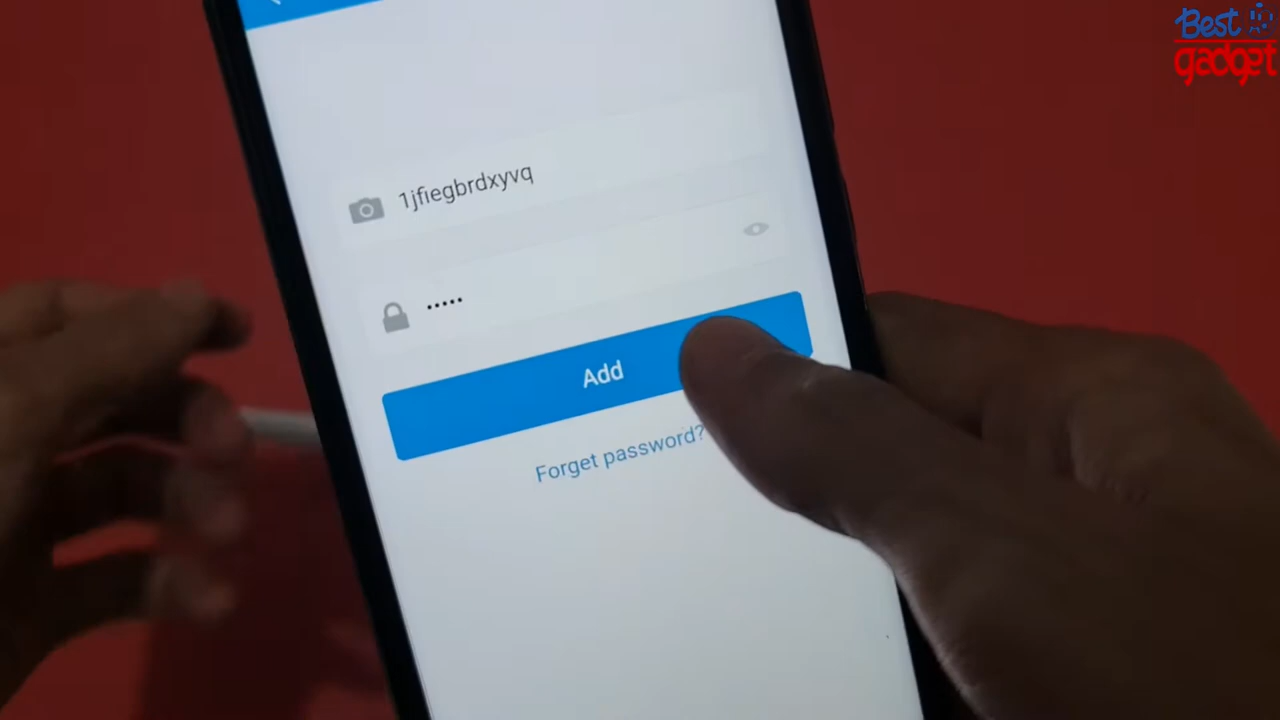 Best
gadget
1jfiegbrdxyvq
•••••
Add
Forget password?